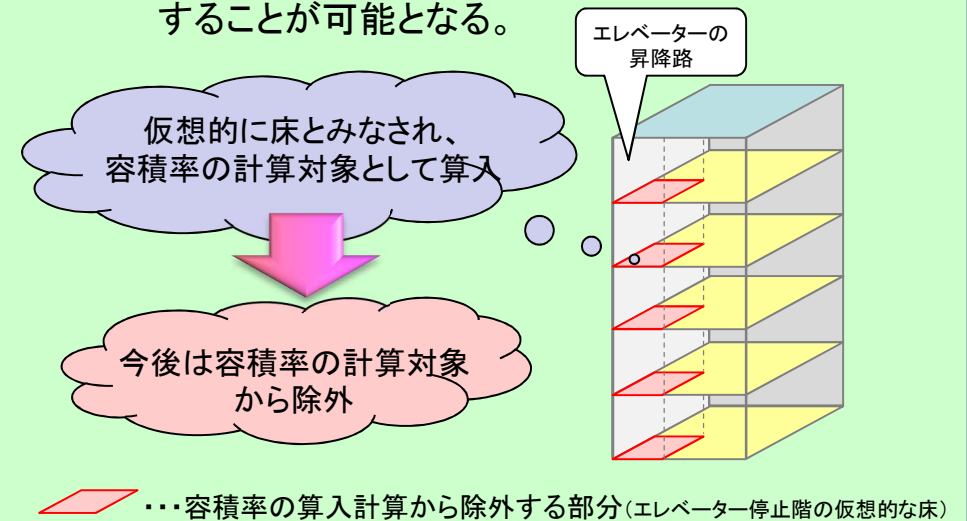 することが可能となる。
エレベーターの
昇降路
仮想的に床とみなされ、
容積率の計算対象として算入
今後は容積率の計算対象
から除外
・・・容積率の算入計算から除外する部分(エレベーター停止階の仮想的な床)